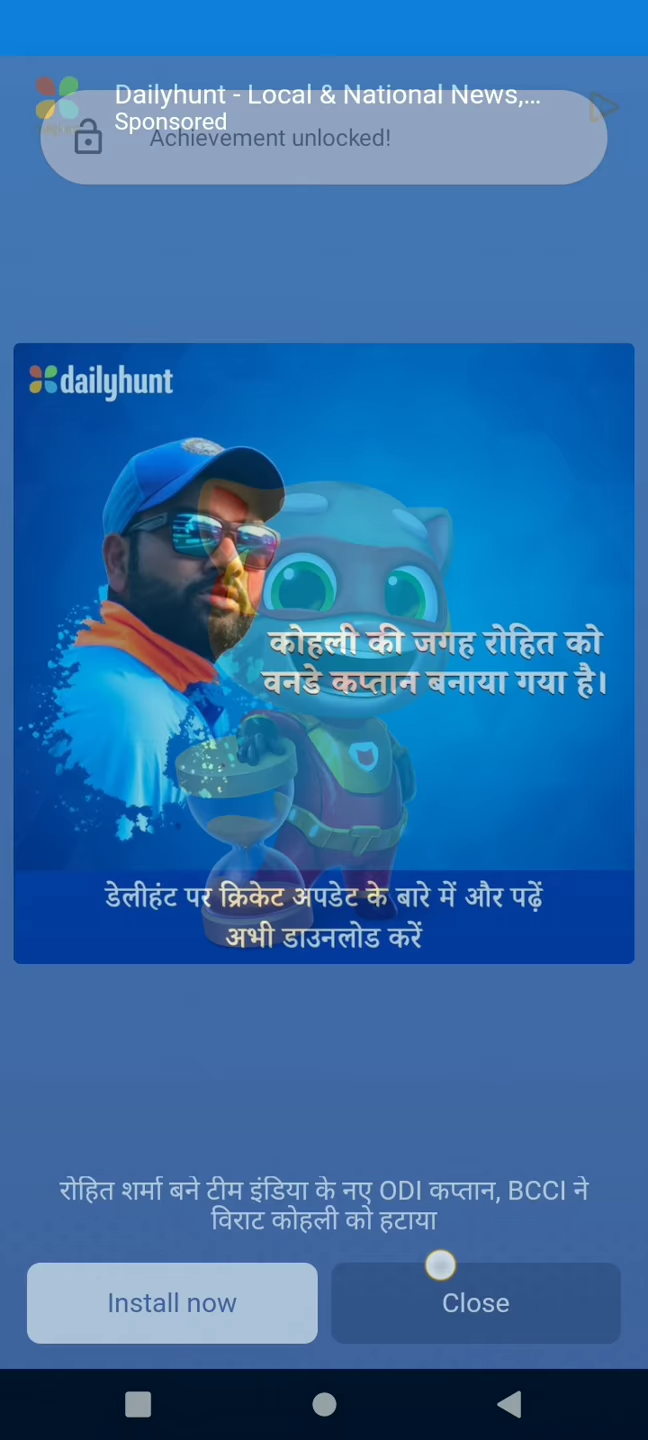 Dailyhunt - Local & National News,...
Sponsored
Achievement unlocked!
dailyhunt
कोहली की जगह रोहित को
वनडे कप्तान बनाया गया है।
डेलीहंट पर क्रिकेट अपडेट के बारे में और पढ़ें
अभी डाउनलोड करें
रोहित शर्मा बने टीम इंडिया के नए ODI कप्तान, BCCI ने
विराट कोहली को हटाया
Install now
Close